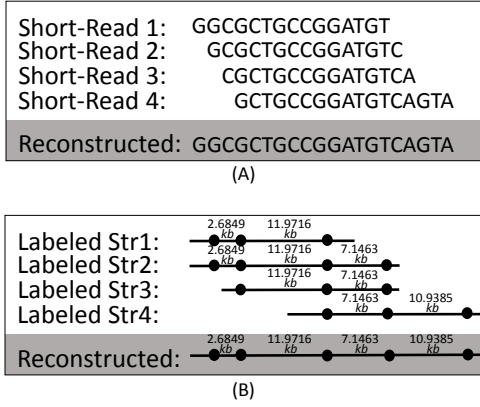 Short-Read 1: GGCGCTGCCGGATGT
Short-Read 2: GCGCTGCCGGATGTC
Short-Read 3: CGCTGCCGGATGTCA
Short-Read 4: GCTGCCGGATGTCAGTA
Reconstructed: GGCGCTGCCGGATGTCAGTA
(A)
Labeled Str1: 2.6849 kb 11.9716 kb
Labeled Str2: 2.6849 kb 11.9716 kb 7.1463 kb
Labeled Str3: 11.9716 kb 7.1463 kb
Labeled Str4: 7.1463 kb 10.9385 kb
Reconstructed: 2.6849 kb 11.9716 kb 7.1463 kb 10.9385 kb
(B)